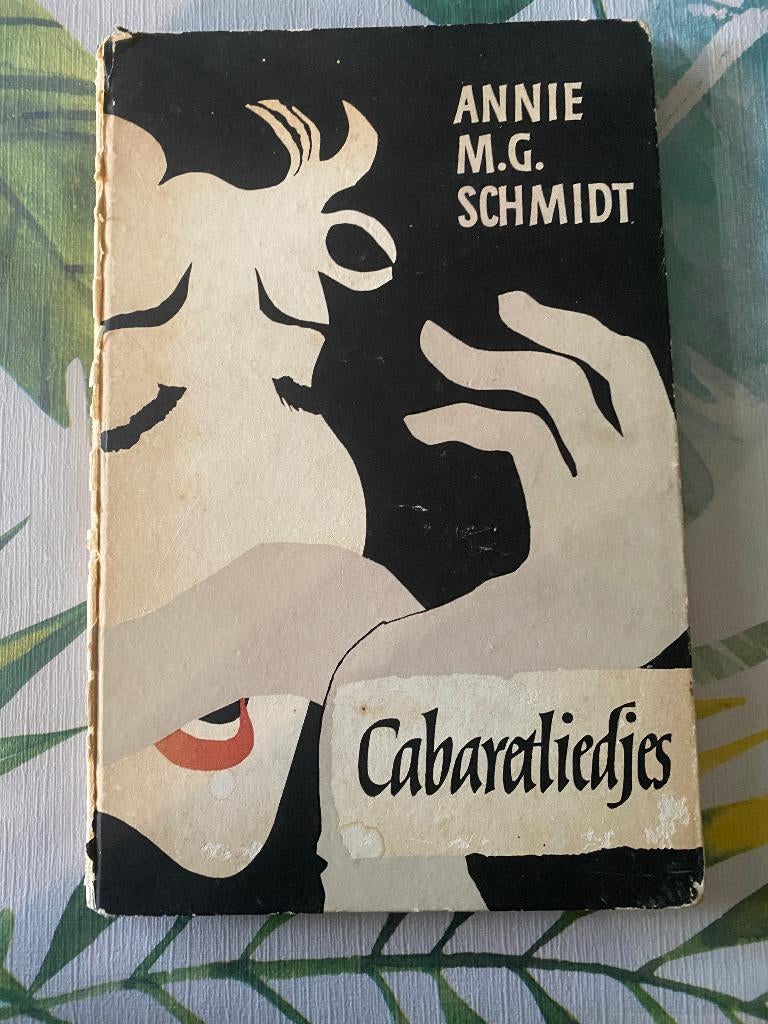 ANNIE
M.G.
SCHMIDT
Cabaretliedjes